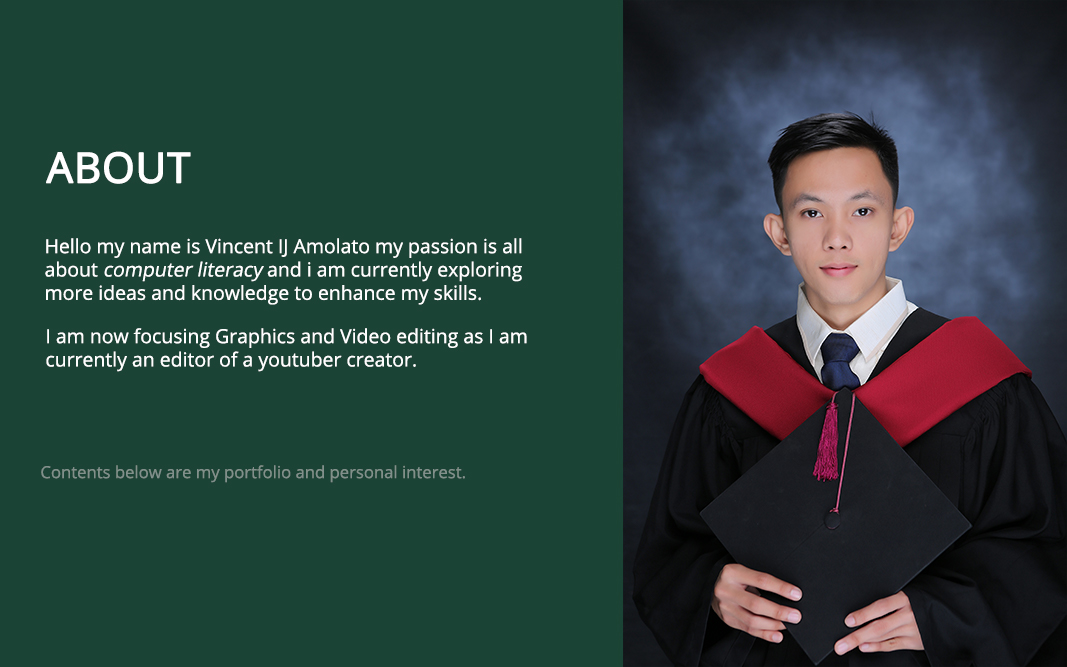 ABOUT
Hello my name is Vincent IJ Amolato my passion is all
about computer literacy and i am currently exploring
more ideas and knowledge to enhance my skills.
I am now focusing Graphics and Video editing as I am
currently an editor of a youtuber creator.
Contents below are my portfolio and personal interest.